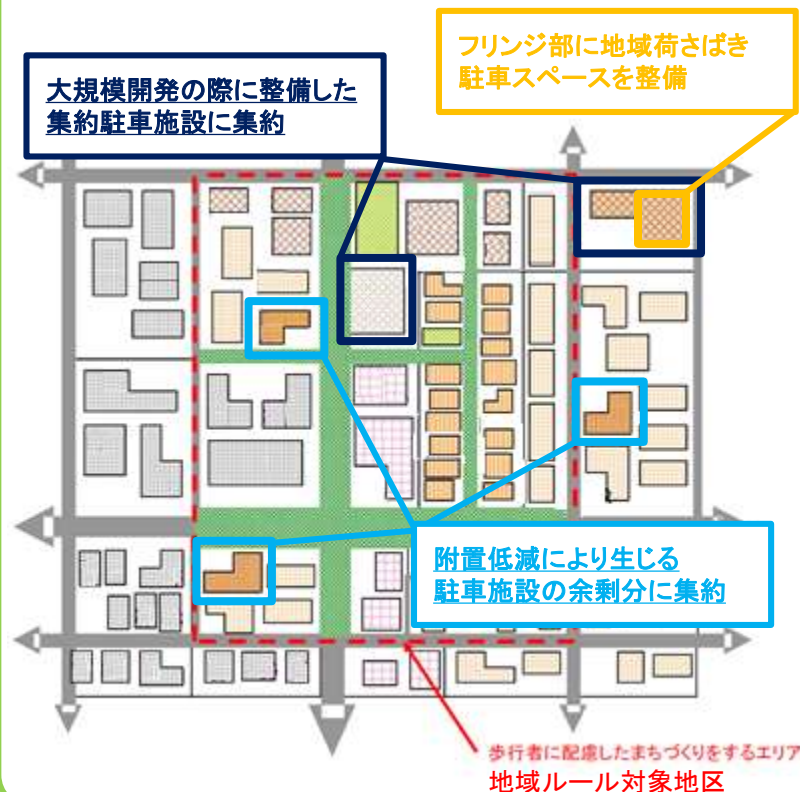 フリンジ部に地域荷さばき
駐車スペースを整備
大規模開発の際に整備した
集約駐車施設に集約
附置低減により生じる
駐車施設の余剰分に集約
歩行者に配慮したまちづくりをするエリア
地域ルール対象地区